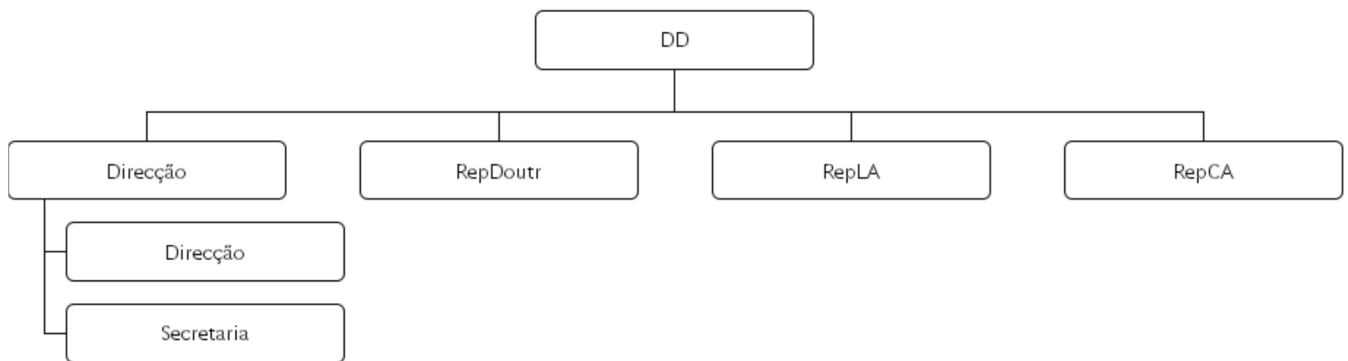 DD
Direcção
RepDoutr
RepLA
RepCA
Direcção
Secretaria